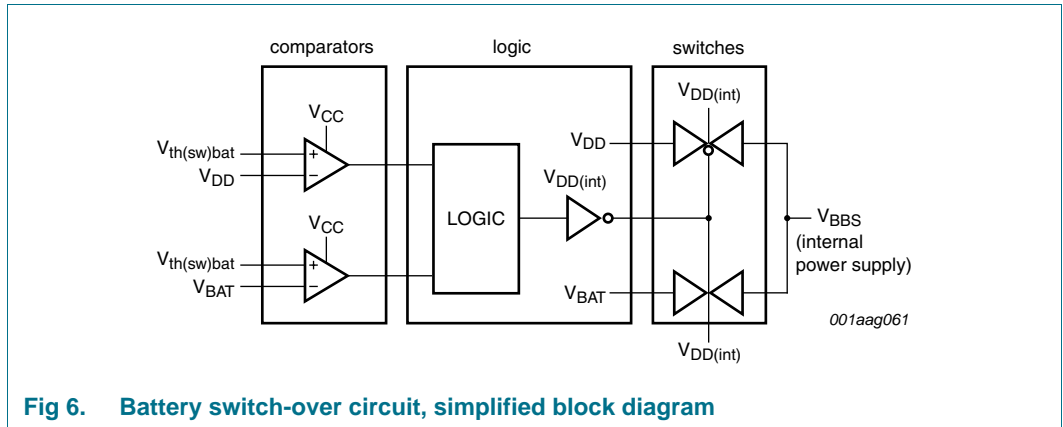 comparators
logic
switches
VCC
Vth(sw)bat
+
VDD
−
VCC
Vth(sw)bat
+
VBAT
−
LOGIC
VDD(int)
VDD
VBAT
VDD(int)
VDD(int)
VBBS
(internal
power supply)
001aag061
Fig 6. Battery switch-over circuit, simplified block diagram